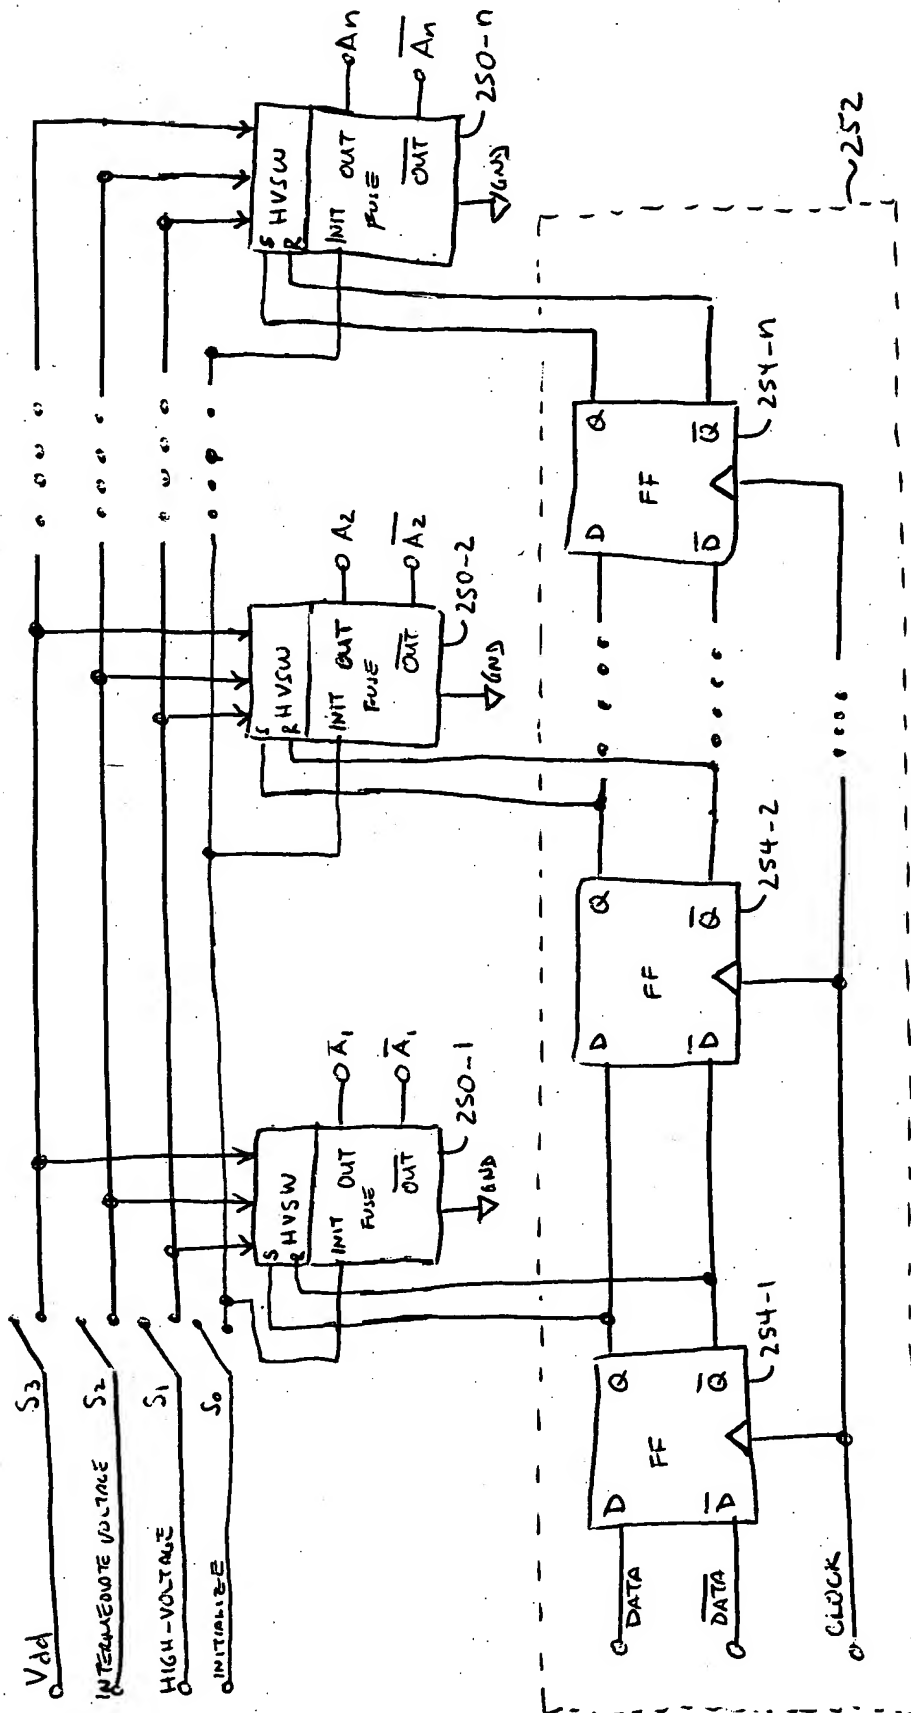 Vdd
S3
INTERMEDIATE VOLTAGE
S2
HIGH-VOLTAGE
S1
INITIALIZE
S0
HVSW
S
R
INIT OUT
FUSE
OUT
A1
A1
250-1
GND
HVSW
S
R
INIT OUT
FUSE
OUT
A2
A2
250-2
GND
HVSW
S
R
INIT OUT
FUSE
OUT
An
An
250-n
GND
252
DATA
DATA
CLOCK
D Q
FF
D Q
254-1
D Q
FF
D Q
254-2
D Q
FF
D Q
254-n